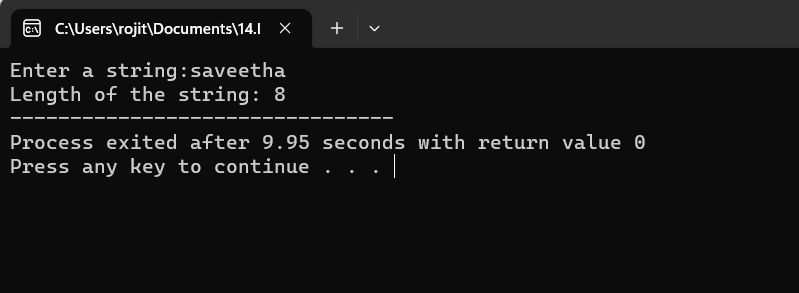 C:\Users\rojit\Documents\14.l
Enter a string:saveetha
Length of the string: 8
--------------------------------
Process exited after 9.95 seconds with return value 0
Press any key to continue . . .